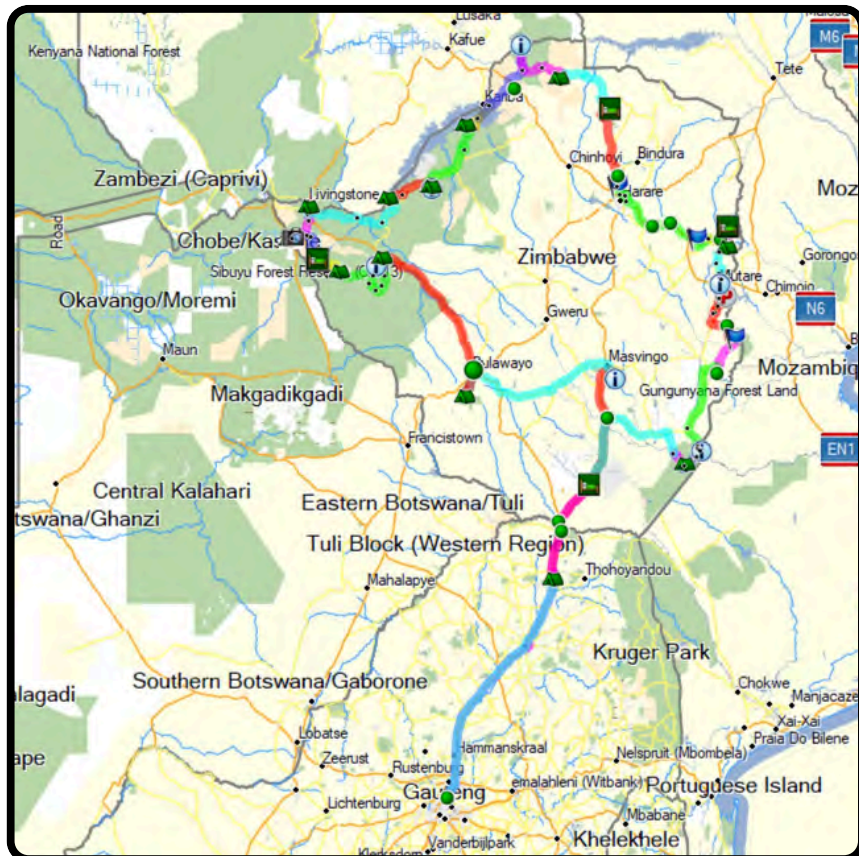 Lusaka
Kafue
M6
Kenyana National Forest
Tete
Kariba
Chinhoyi
Bindura
Zambezi (Caprivi)
Livingstone
Harare
Moz
Road
Chobe/Kas
Zimbabwe
Gorongo
Sibuyu Forest
Mutare
Chimoio
Okavango/Moremi
Gweru
N6
Maun
Bulawayo
Masvingo
Mozambiq
Makgadikgadi
Gungunyana Forest Land
Francistown
EN1
Central Kalahari
Eastern Botswana/Tuli
tswana/Ghanzi
Tuli Block (Western Region)
Mahalapye
Thohoyandou
Kruger Park
Southern Botswana/Gaborone
Chokwe
alagadi
Manjacaze
Lobatse
Xai-Xai
Hammanskraal
Praia Do Bilene
ape
Zeerust
Rustenburg
Nelspruit (Mbombela)
Gauteng
emalahleni (Witbank)
Portuguese Island
Lichtenburg
Mbabane
Vanderbijlpark
Khelekhele
Klerksdorp